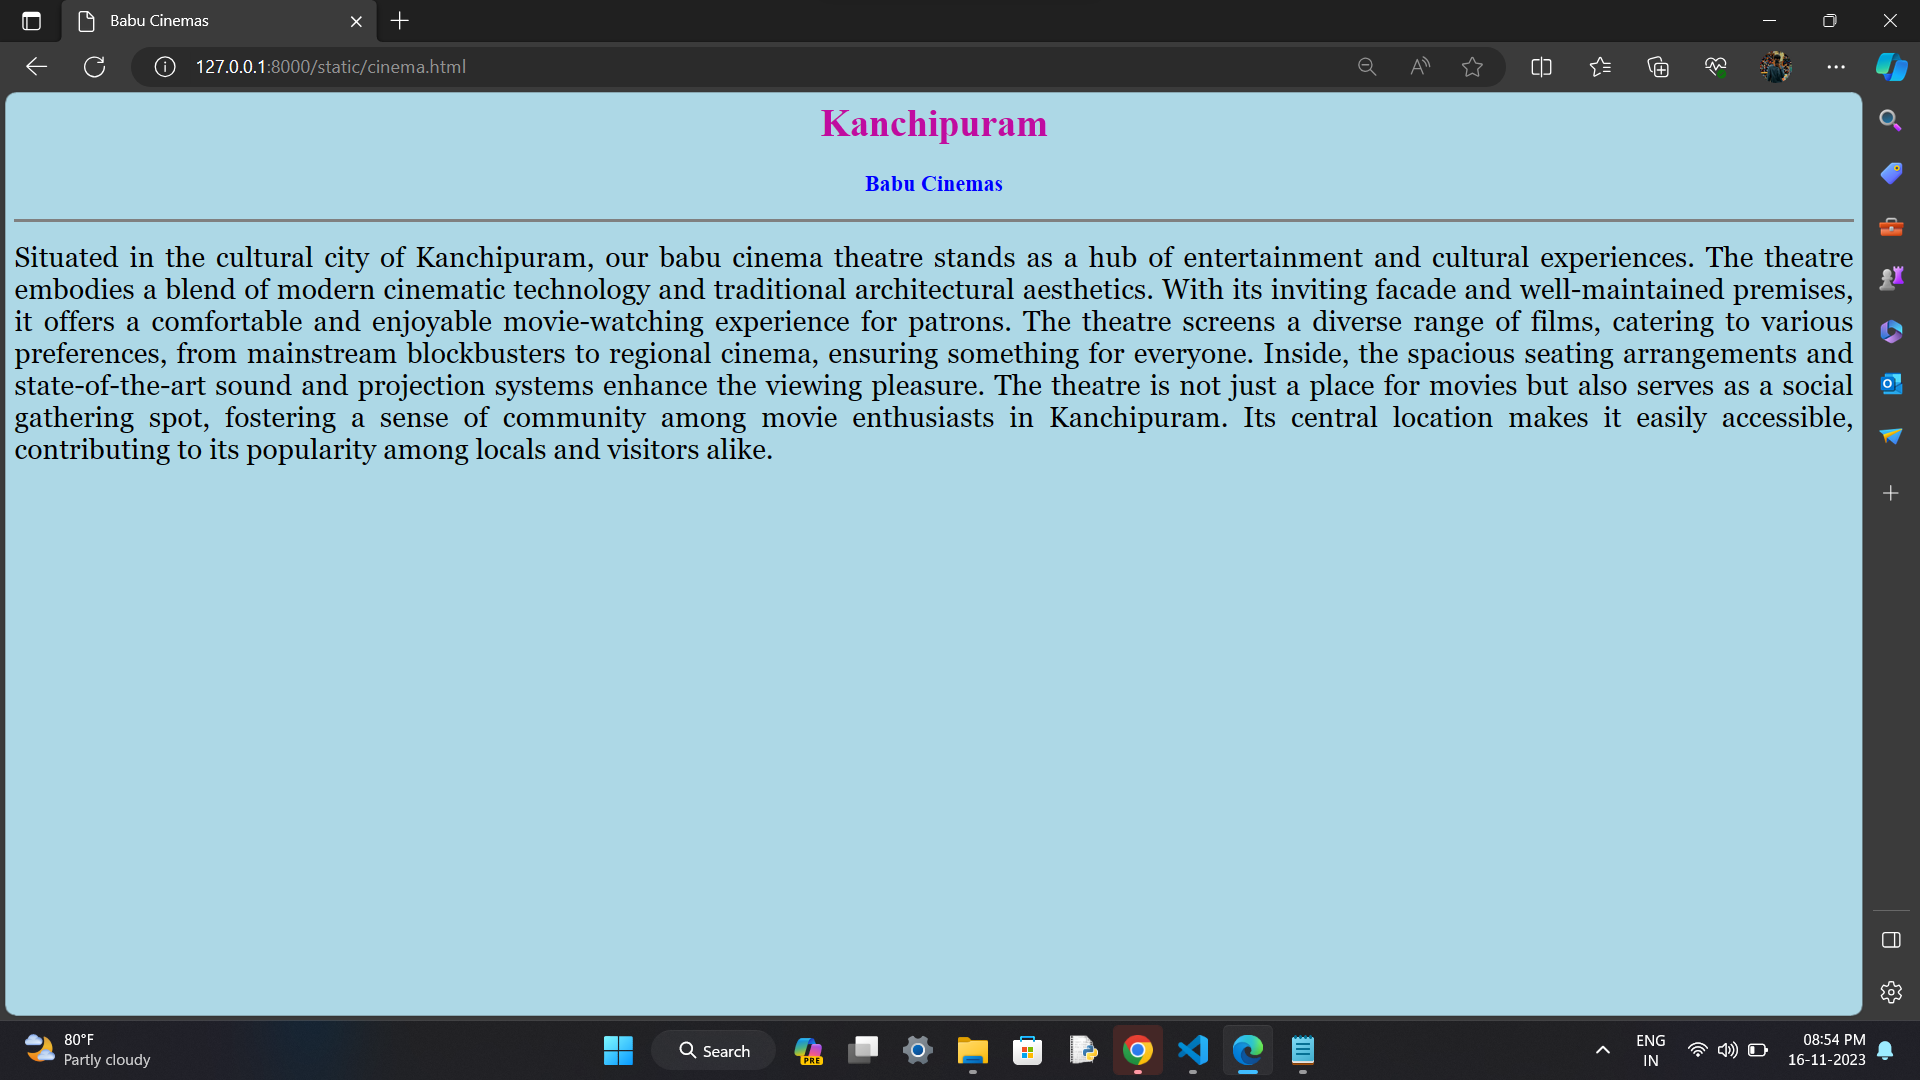 Babu Cinemas
127.0.0.1:8000/static/cinema.html
Kanchipuram
Babu Cinemas
Situated in the cultural city of Kanchipuram, our babu cinema theatre stands as a hub of entertainment and cultural experiences. The theatre
embodies a blend of modern cinematic technology and traditional architectural aesthetics. With its inviting facade and well-maintained premises,
it offers a comfortable and enjoyable movie-watching experience for patrons. The theatre screens a diverse range of films, catering to various
preferences, from mainstream blockbusters to regional cinema, ensuring something for everyone. Inside, the spacious seating arrangements and
state-of-the-art sound and projection systems enhance the viewing pleasure. The theatre is not just a place for movies but also serves as a social
gathering spot, fostering a sense of community among movie enthusiasts in Kanchipuram. Its central location makes it easily accessible,
contributing to its popularity among locals and visitors alike.
80°F
Partly cloudy
Search
PRE
ENG
IN
08:54 PM
16-11-2023